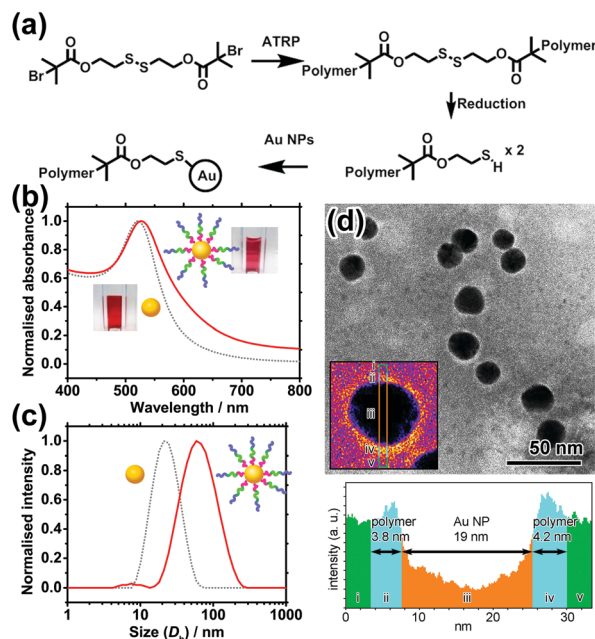 (a)
Br
O
O
S
S
O
O
Br
ATRP
Polymer
O
O
S
S
O
O
Polymer
Reduction
Polymer
O
O
S
H
x 2
Au NPs
Polymer
O
O
S
Au
(b)
Normalised absorbance
1.0
0.8
0.6
0.4
0.2
0.0
400 500 600 700 800
Wavelength / nm
(c)
Normalised intensity
1.0
0.8
0.6
0.4
0.2
0.0
1 10 100 1000
Size (Dh) / nm
(d)
i
ii
iii
iv
v
50 nm
intensity (a. u.)
polymer
3.8 nm
Au NP
19 nm
polymer
4.2 nm
i ii iii iv v
0 10 20 30
nm